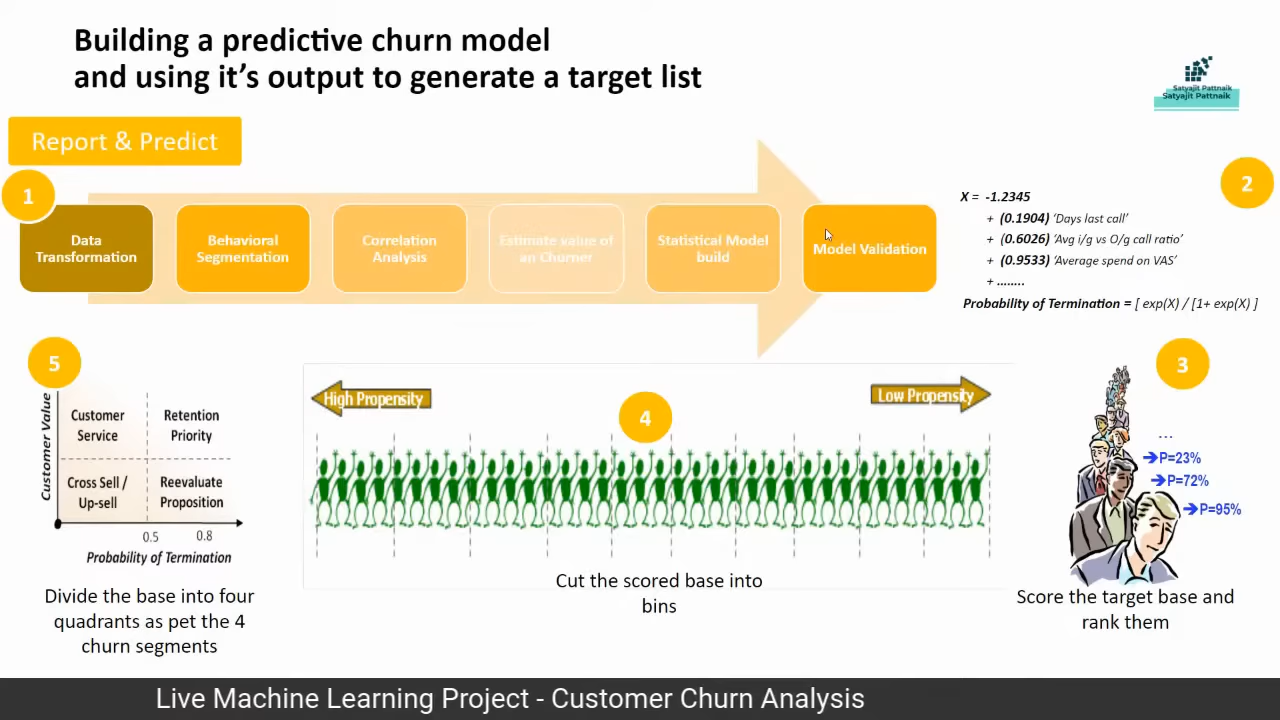 Building a predictive churn model
and using it's output to generate a target list
Satyajit Pattnaik
Satyajit Pattnaik
Report & Predict
1
Data
Transformation
Behavioral
Segmentation
Correlation
Analysis
Estimate value of
an Churner
Statistical Model
build
Model Validation
2
X = -1.2345
+ (0.1904) ‘Days last call’
+ (0.6026) ‘Avg i/g vs O/g call ratio’
+ (0.9533) ‘Average spend on VAS’
+ ........
Probability of Termination = [ exp(X) / [1+ exp(X) ]
3
...
P=23%
P=72%
P=95%
Score the target base and
rank them
4
High Propensity
Low Propensity
Cut the scored base into
bins
5
Customer Value
Customer
Service
Retention
Priority
Cross Sell /
Up-sell
Reevaluate
Proposition
0.5
0.8
Probability of Termination
Divide the base into four
quadrants as pet the 4
churn segments
Live Machine Learning Project - Customer Churn Analysis